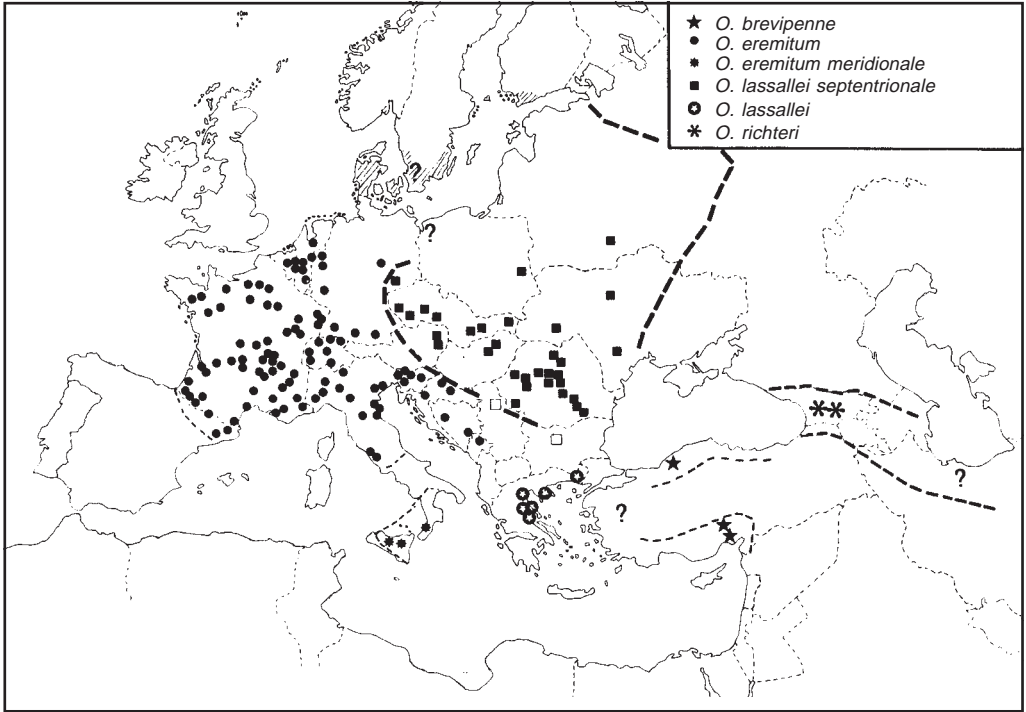 O. brevipenne
O. eremitum
O. eremitum meridionale
O. lassallei septentrionale
O. lassallei
O. richteri
?
?
?
?